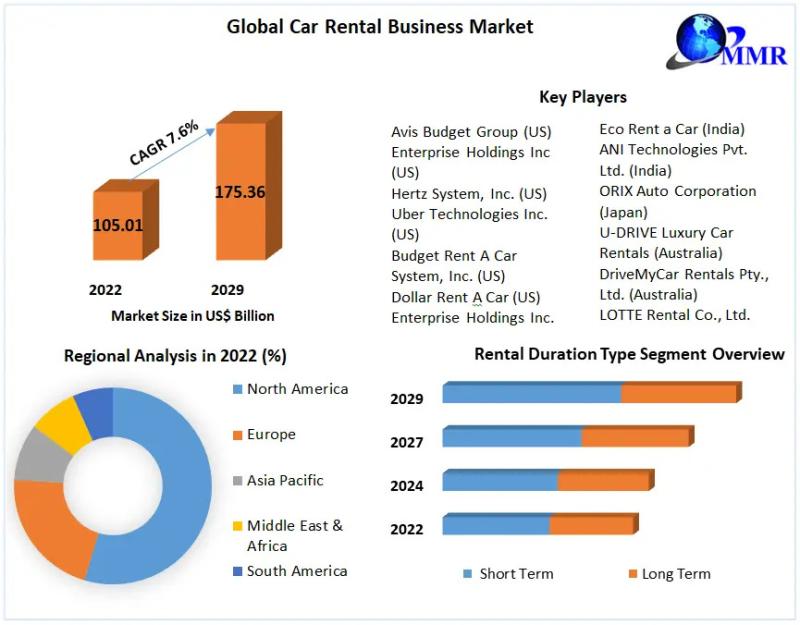 Global Car Rental Business Market
MMR
CAGR 7.6%
105.01
175.36
2022
2029
Market Size in US$ Billion
Key Players
Avis Budget Group (US)
Enterprise Holdings Inc
(US)
Hertz System, Inc. (US)
Uber Technologies Inc.
(US)
Budget Rent A Car
System, Inc. (US)
Dollar Rent A Car (US)
Enterprise Holdings Inc.
Eco Rent a Car (India)
ANI Technologies Pvt.
Ltd. (India)
ORIX Auto Corporation
(Japan)
U-DRIVE Luxury Car
Rentals (Australia)
DriveMyCar Rentals Pty.,
Ltd. (Australia)
LOTTE Rental Co., Ltd.
Regional Analysis in 2022 (%)
North America
Europe
Asia Pacific
Middle East &
Africa
South America
Rental Duration Type Segment Overview
2029
2027
2024
2022
Short Term
Long Term